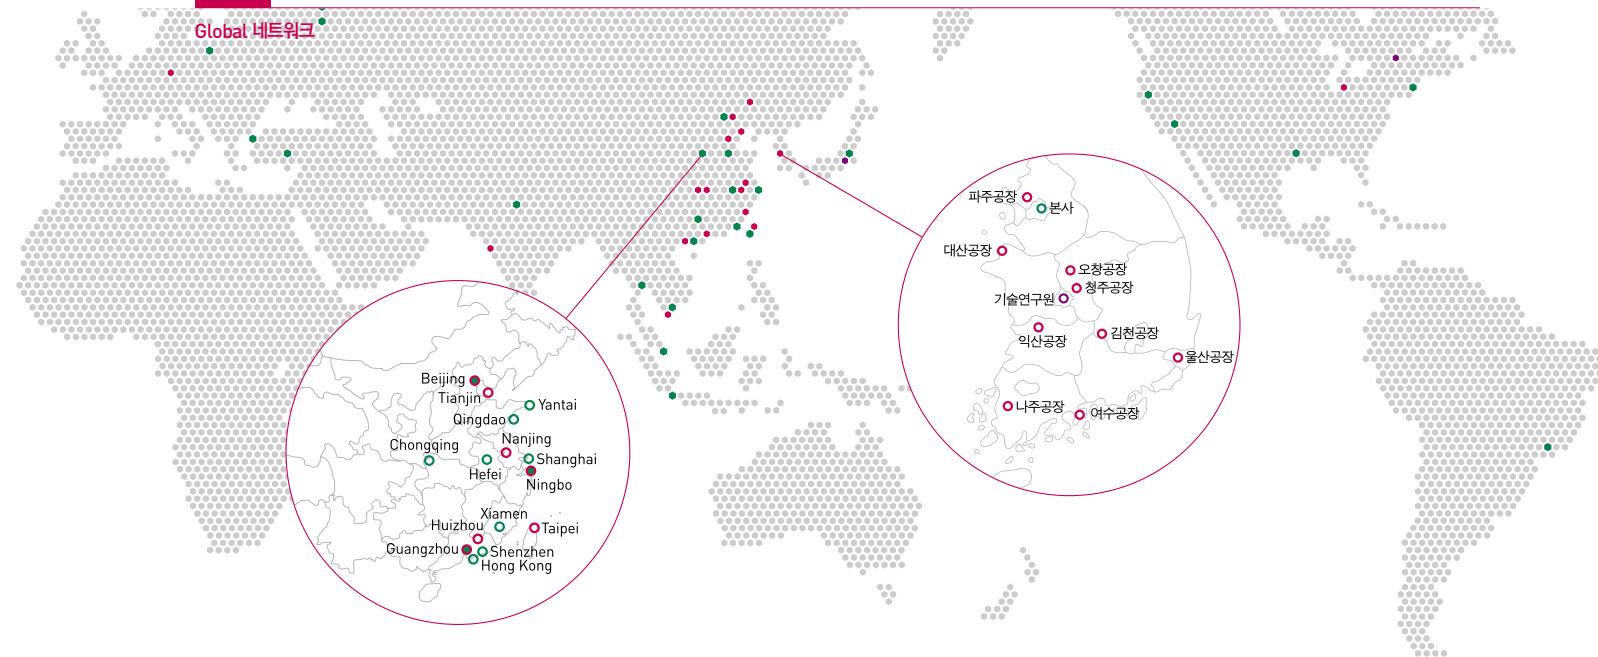 Global 네트워크
파주공장
본사
대산공장
오창공장
청주공장
기술연구원
익산공장
김천공장
울산공장
나주공장
여수공장
Beijing
Tianjin
Yantai
Qingdao
Nanjing
Chongqing
Shanghai
Hefei
Ningbo
Xiamen
Huizhou
Taipei
Guangzhou
Shenzhen
Hong Kong